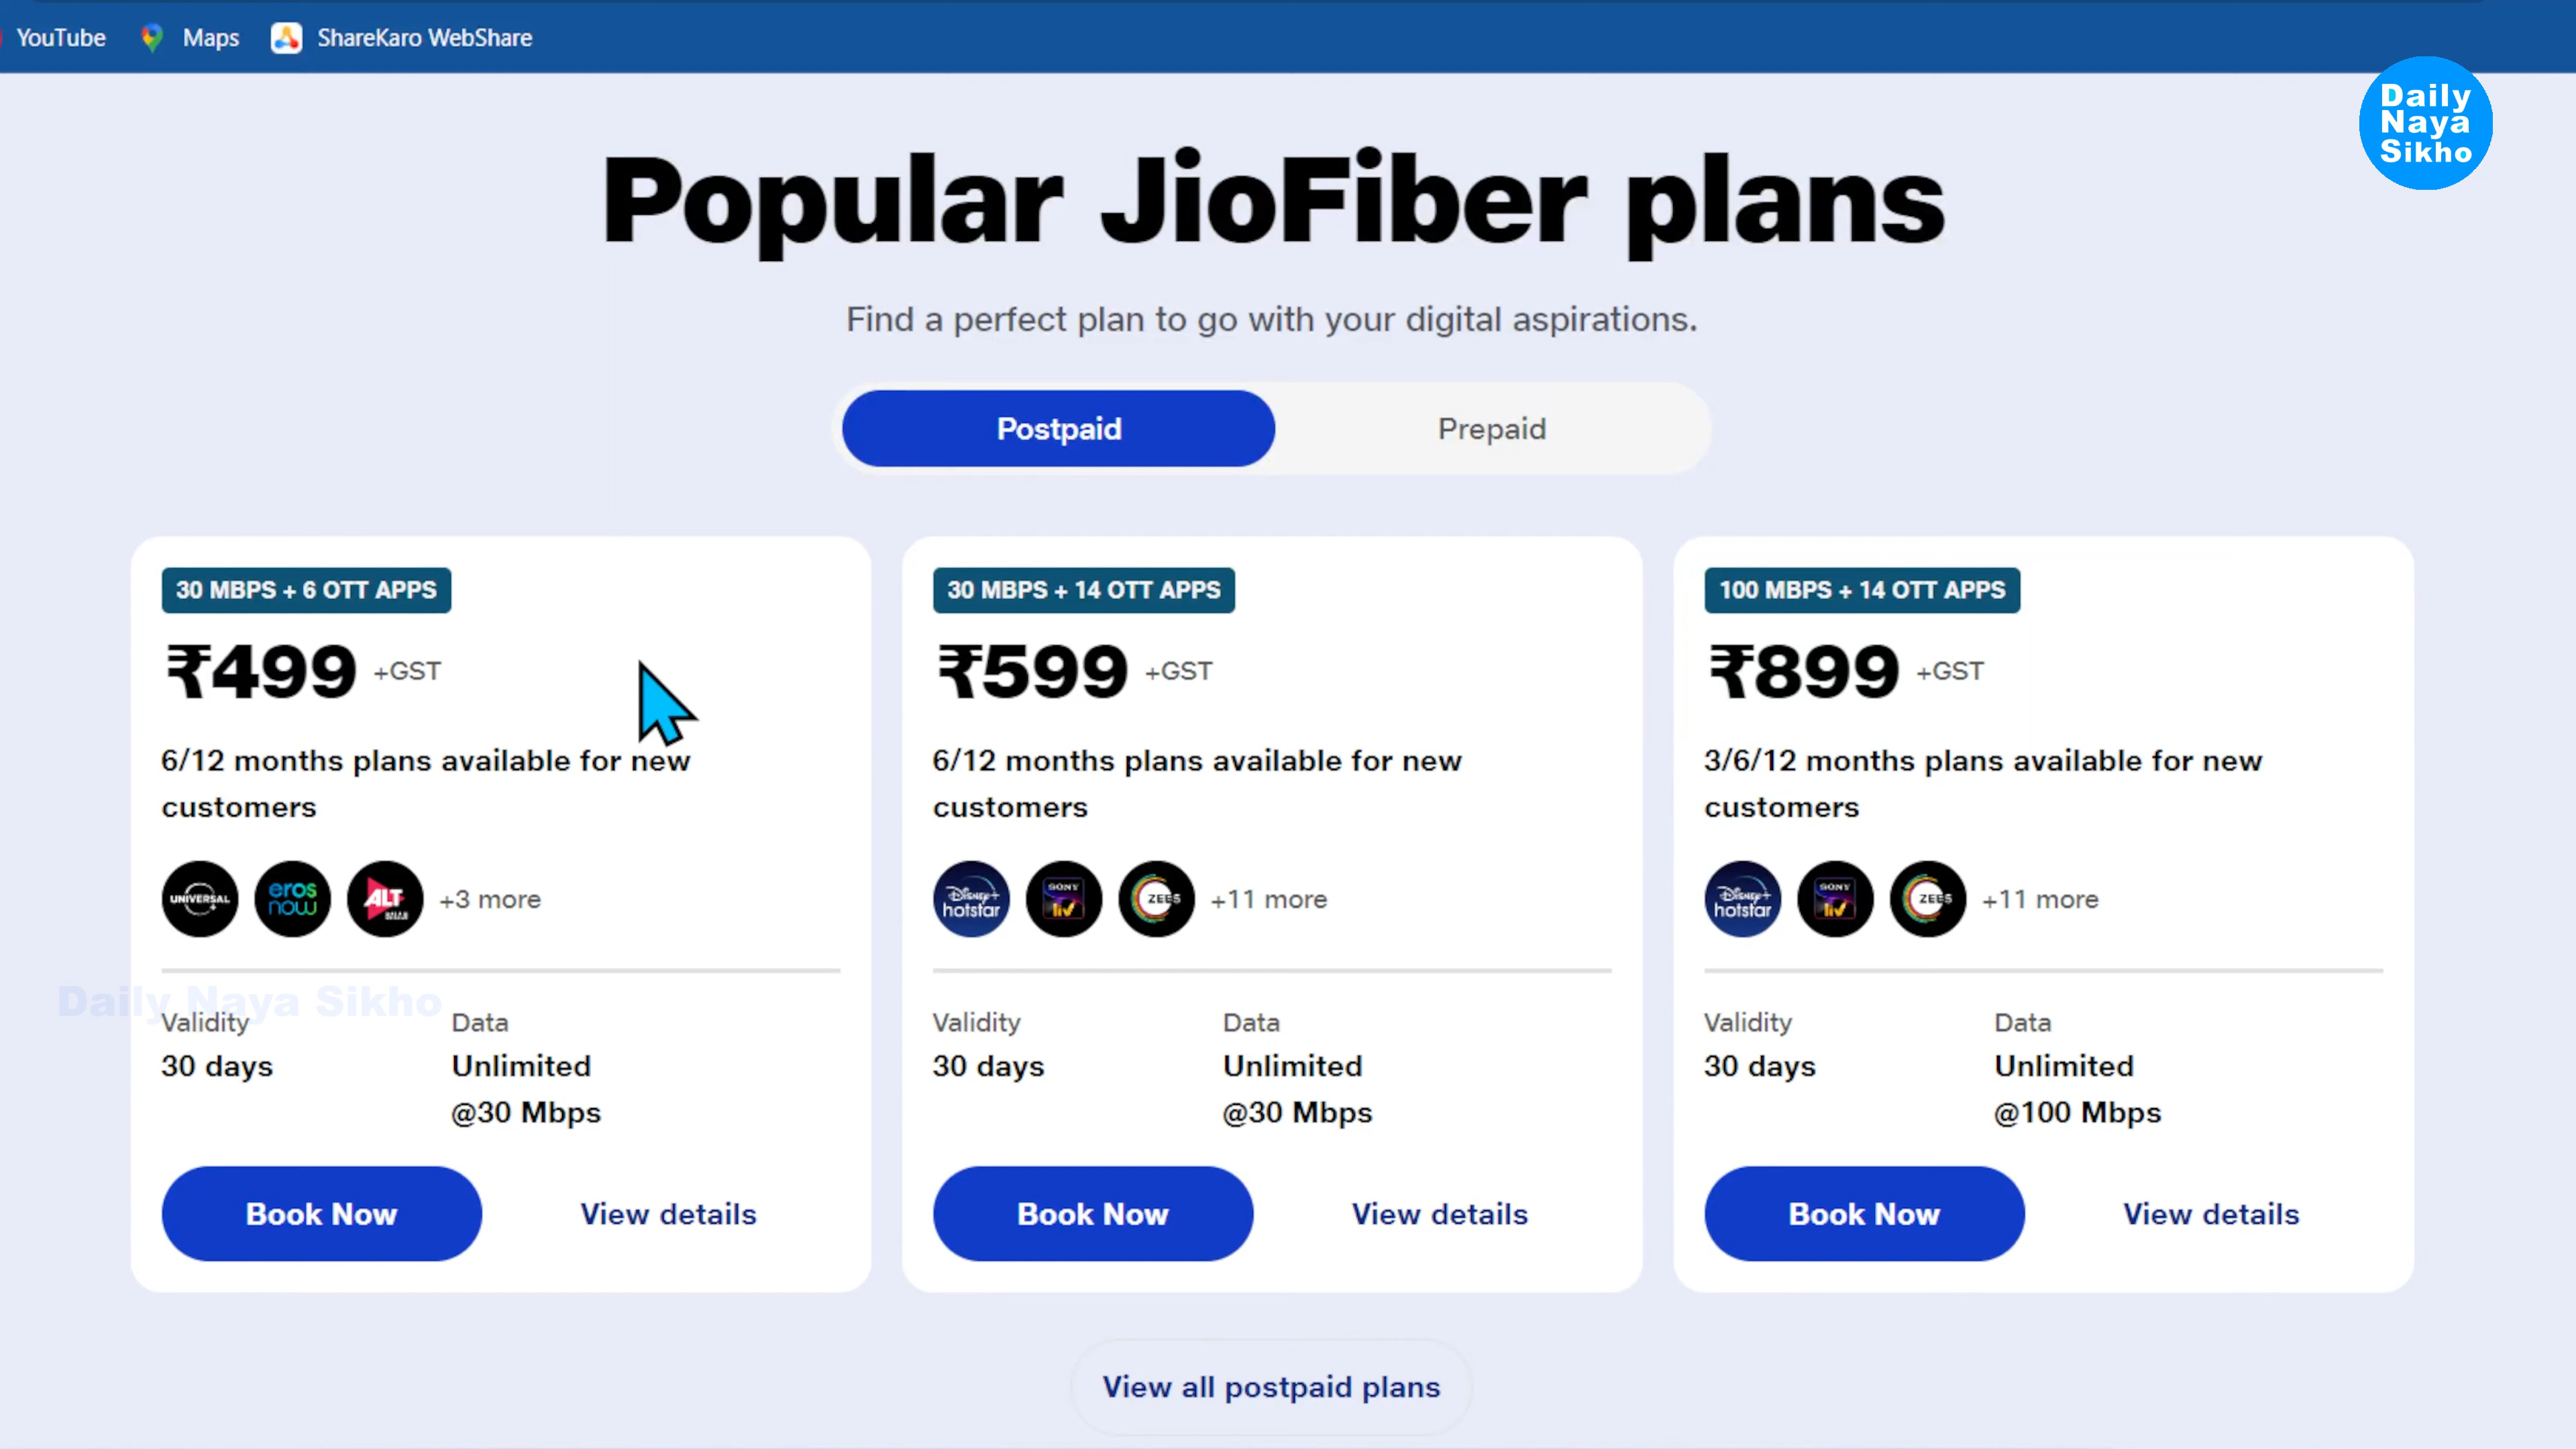 YouTube Maps ShareKaro WebShare
Daily
Naya
Sikho
Popular JioFiber plans
Find a perfect plan to go with your digital aspirations.
Postpaid Prepaid
30 MBPS + 6 OTT APPS
₹499 +GST
6/12 months plans available for new
customers
UNIVERSAL+
eros
now
ALT
+3 more
Validity
30 days
Data
Unlimited
@30 Mbps
Book Now View details
30 MBPS + 14 OTT APPS
₹599 +GST
6/12 months plans available for new
customers
Disney+
hotstar
SONY
liv
ZEE5
+11 more
Validity
30 days
Data
Unlimited
@30 Mbps
Book Now View details
100 MBPS + 14 OTT APPS
₹899 +GST
3/6/12 months plans available for new
customers
Disney+
hotstar
SONY
liv
ZEE5
+11 more
Validity
30 days
Data
Unlimited
@100 Mbps
Book Now View details
Daily Naya Sikho
View all postpaid plans